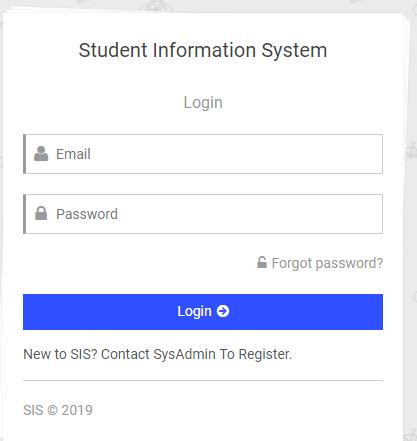 Student Information System
Login
Email
Password
Forgot password?
Login
New to SIS? Contact SysAdmin To Register.
SIS © 2019